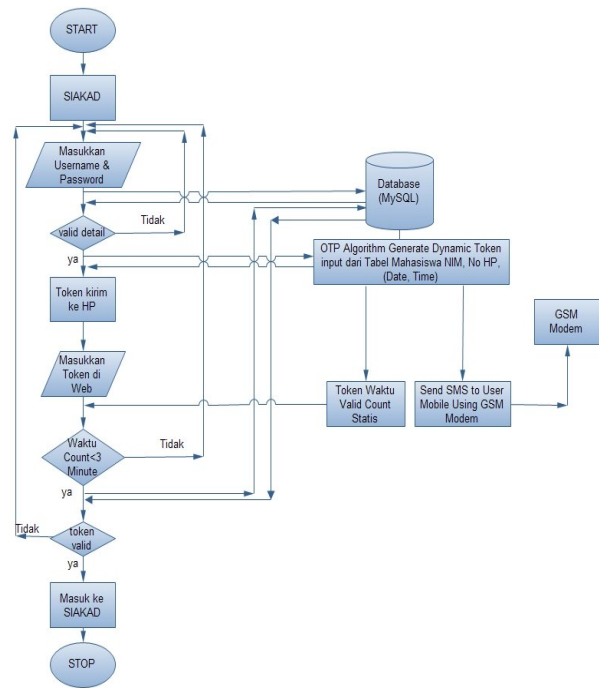 START
SIAKAD
Masukkan
Username &
Password
valid detail
Tidak
ya
Token kirim
ke HP
Masukkan
Token di
Web
Waktu
Count<3
Minute
Tidak
ya
token
valid
Tidak
ya
Masuk ke
SIAKAD
STOP
Database
(MySQL)
OTP Algorithm Generate Dynamic Token
input dari Tabel Mahasiswa NIM, No HP,
(Date, Time)
Token Waktu
Valid Count
Statis
Send SMS to User
Mobile Using GSM
Modem
GSM
Modem